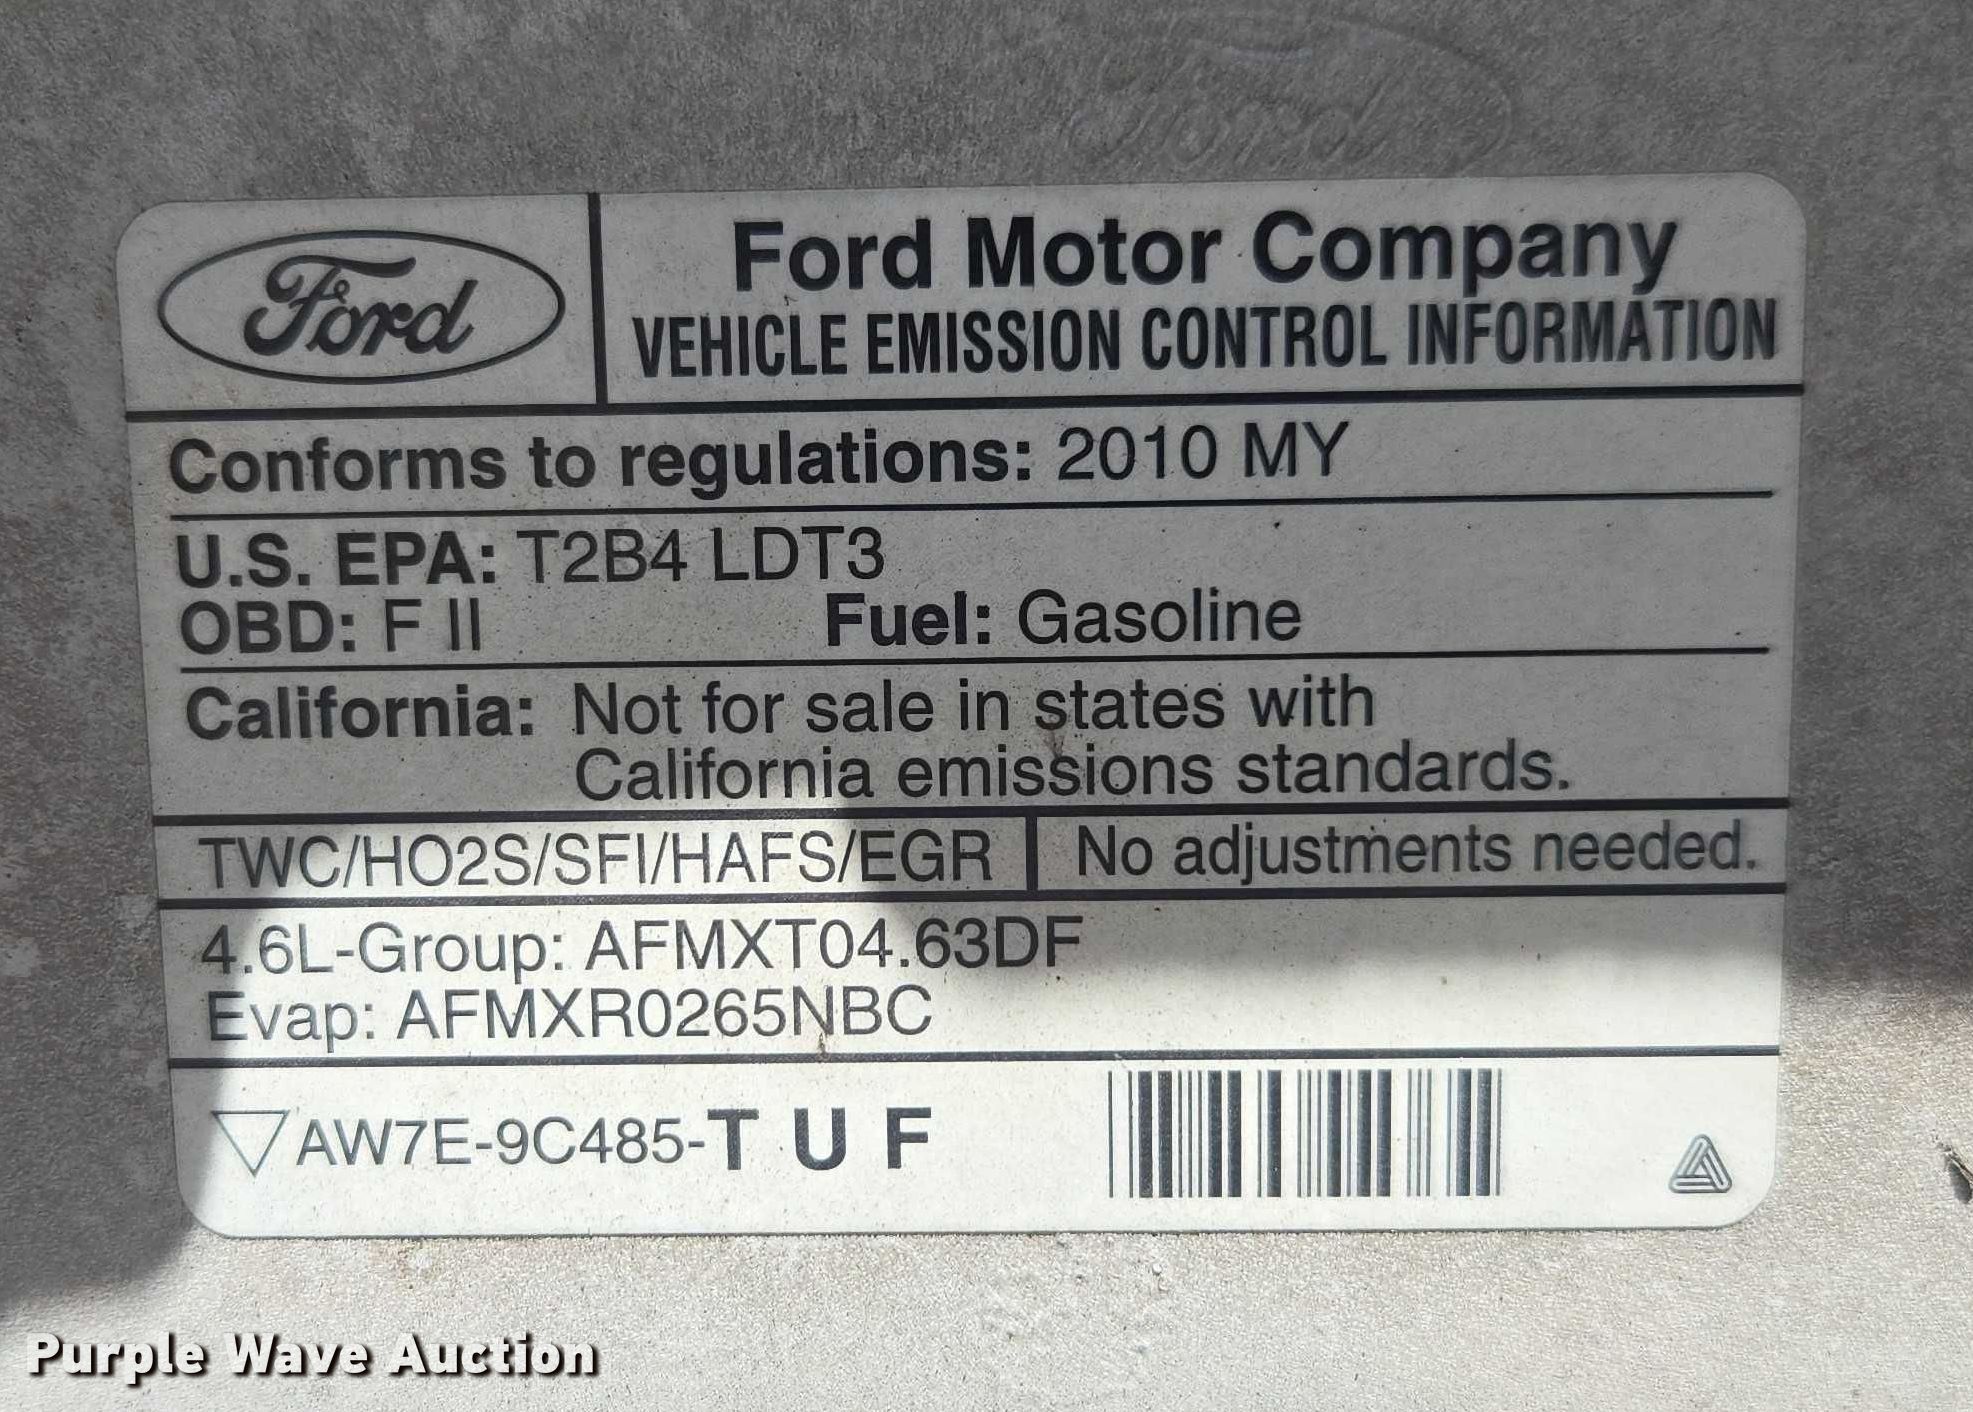 Ford
Ford
Ford Motor Company
VEHICLE EMISSION CONTROL INFORMATION
Conforms to regulations: 2010 MY
U.S. EPA: T2B4 LDT3
OBD: F II Fuel: Gasoline
California: Not for sale in states with
California emissions standards.
TWC/HO2S/SFI/HAFS/EGR No adjustments needed.
4.6L-Group: AFMXT04.63DF
Evap: AFMXR0265NBC
AW7E-9C485-T U F
Purple Wave Auction